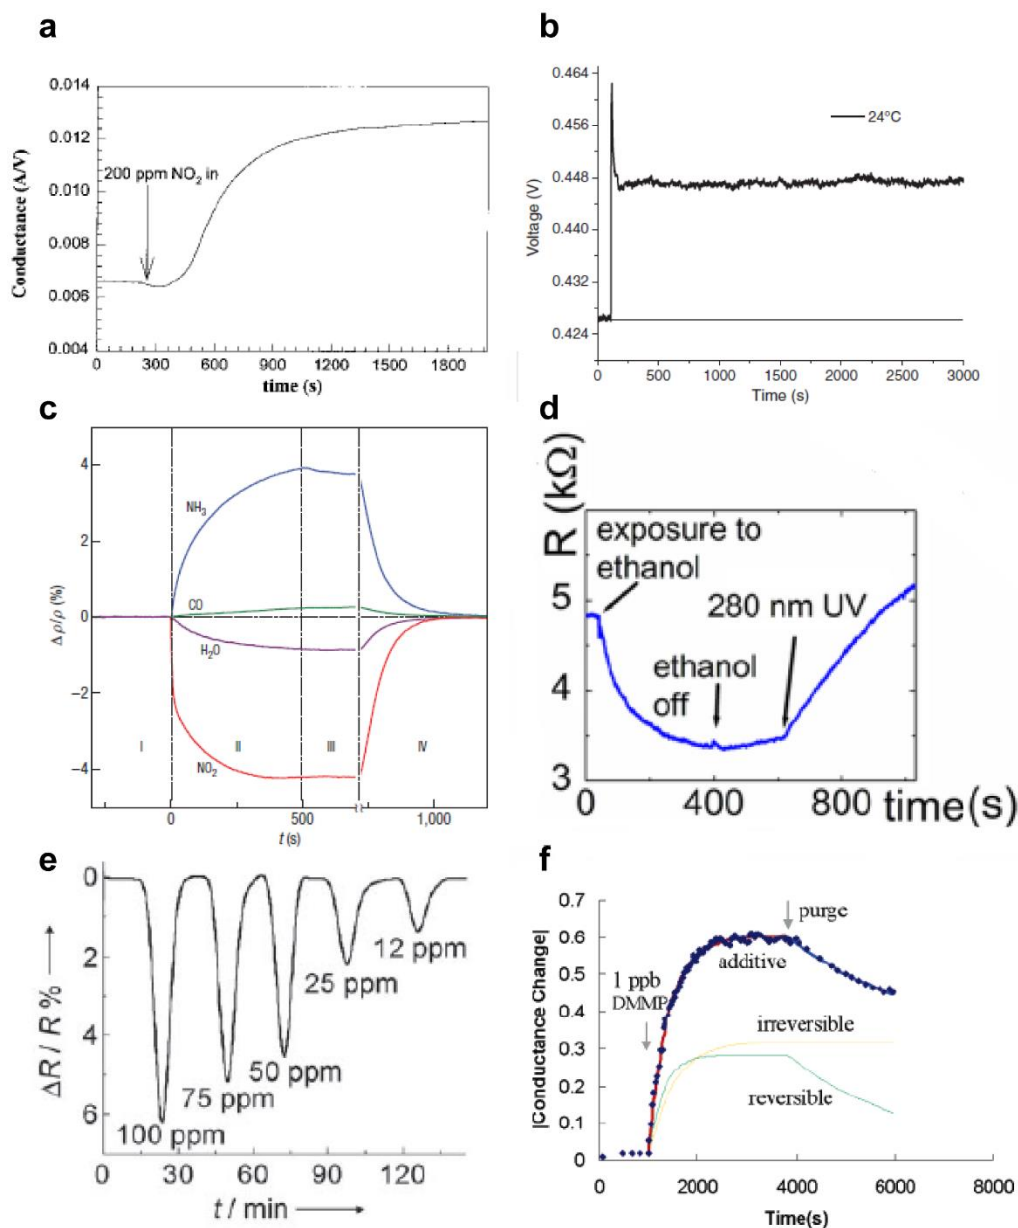 a
0.014
0.012
0.010
0.008
0.006
0.004
Conductance (A/V)
200 ppm NO2 in
0 300 600 900 1200 1500 1800
time (s)
b
0.464
0.456
0.448
0.440
0.432
0.424
Voltage (V)
24°C
0 500 1000 1500 2000 2500 3000
Time (s)
c
4
2
0
−2
−4
Δρ/ρ (%)
NH3
CO
H2O
NO2
I II III IV
0 500 1,000
t (s)
d
R (kΩ)
5
4
3
exposure to
ethanol
280 nm UV
ethanol
off
0 400 800 time(s)
e
0
2
4
6
ΔR / R %
100 ppm
75 ppm
50 ppm
25 ppm
12 ppm
0 30 60 90 120
t / min
f
0.7
0.6
0.5
0.4
0.3
0.2
0.1
0
|Conductance Change|
purge
additive
1 ppb
DMMP
irreversible
reversible
0 2000 4000 6000 8000
Time(s)